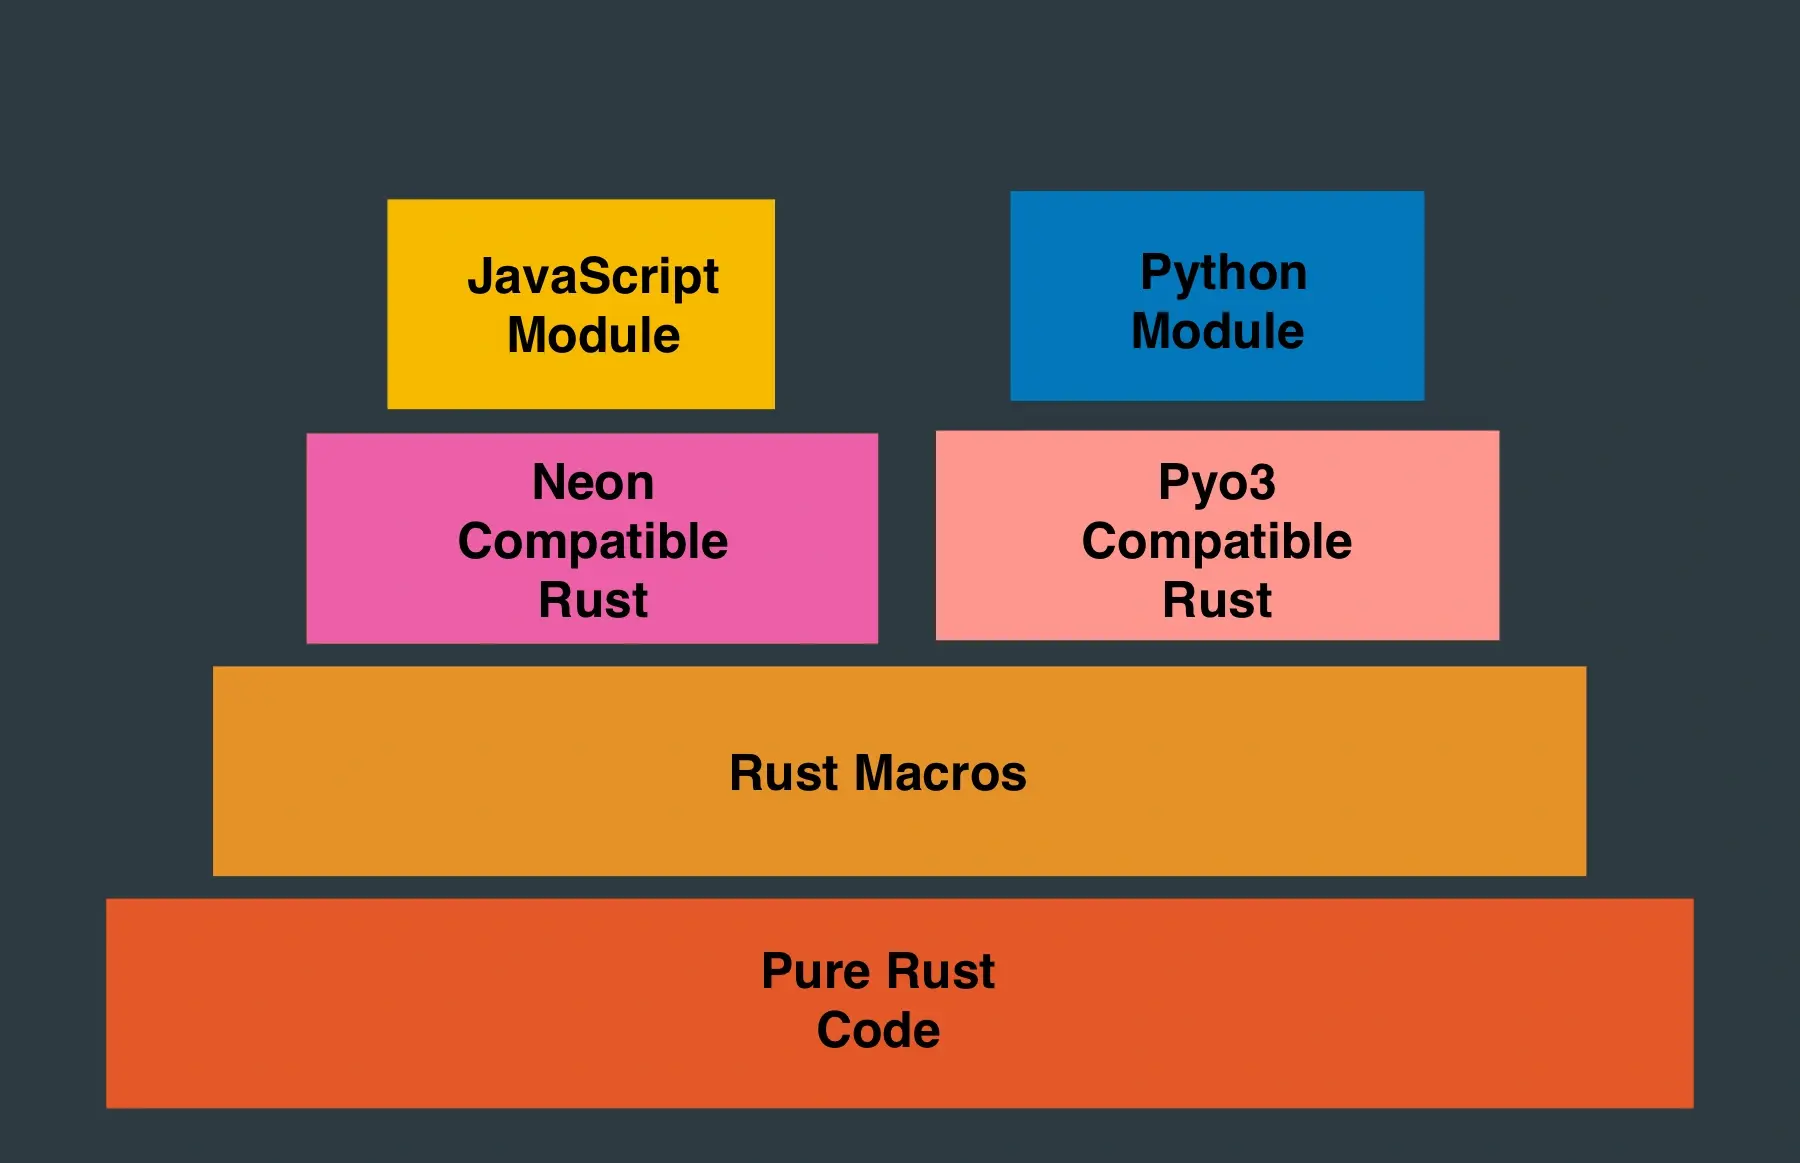 JavaScript
Module
Python
Module
Neon
Compatible
Rust
Pyo3
Compatible
Rust
Rust Macros
Pure Rust
Code